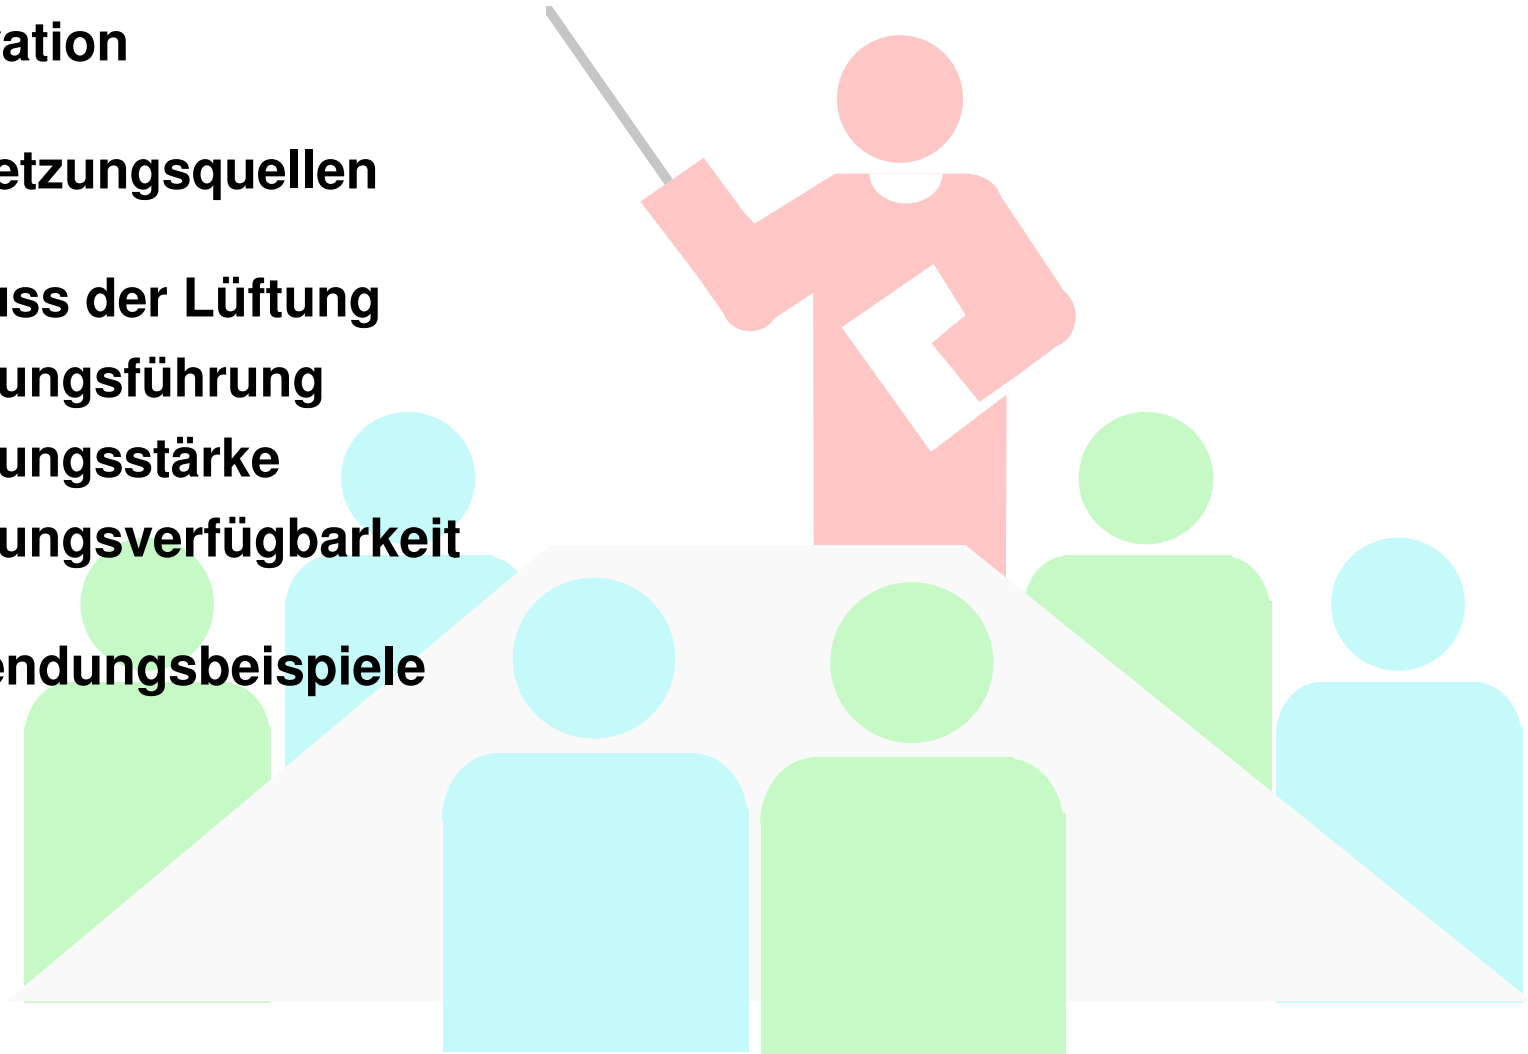 ation
etzungsquellen
uss der Lüftung
ungsführung
ungsstärke
ungsverfügbarkeit
endungsbeispiele